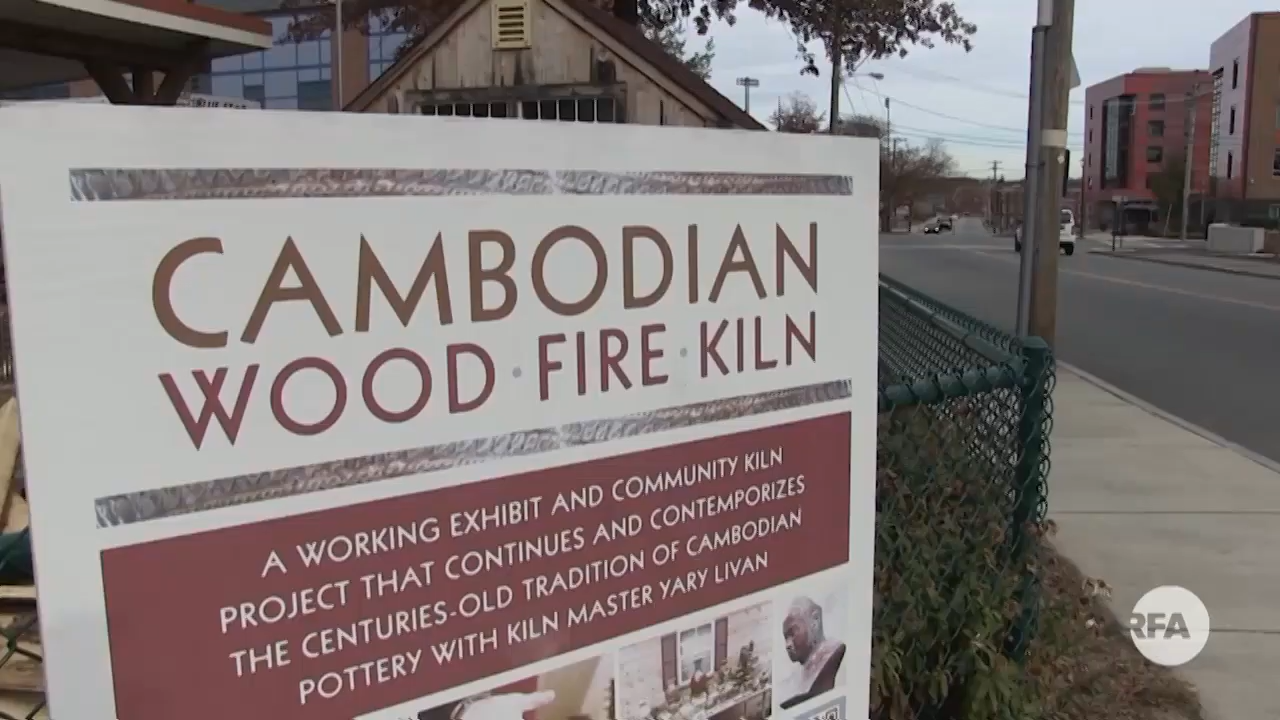 CAMBODIAN
WOOD · FIRE · KILN
A WORKING EXHIBIT AND COMMUNITY KILN
PROJECT THAT CONTINUES AND CONTEMPORIZES
THE CENTURIES-OLD TRADITION OF CAMBODIAN
POTTERY WITH KILN MASTER YARY LIVAN
RFA